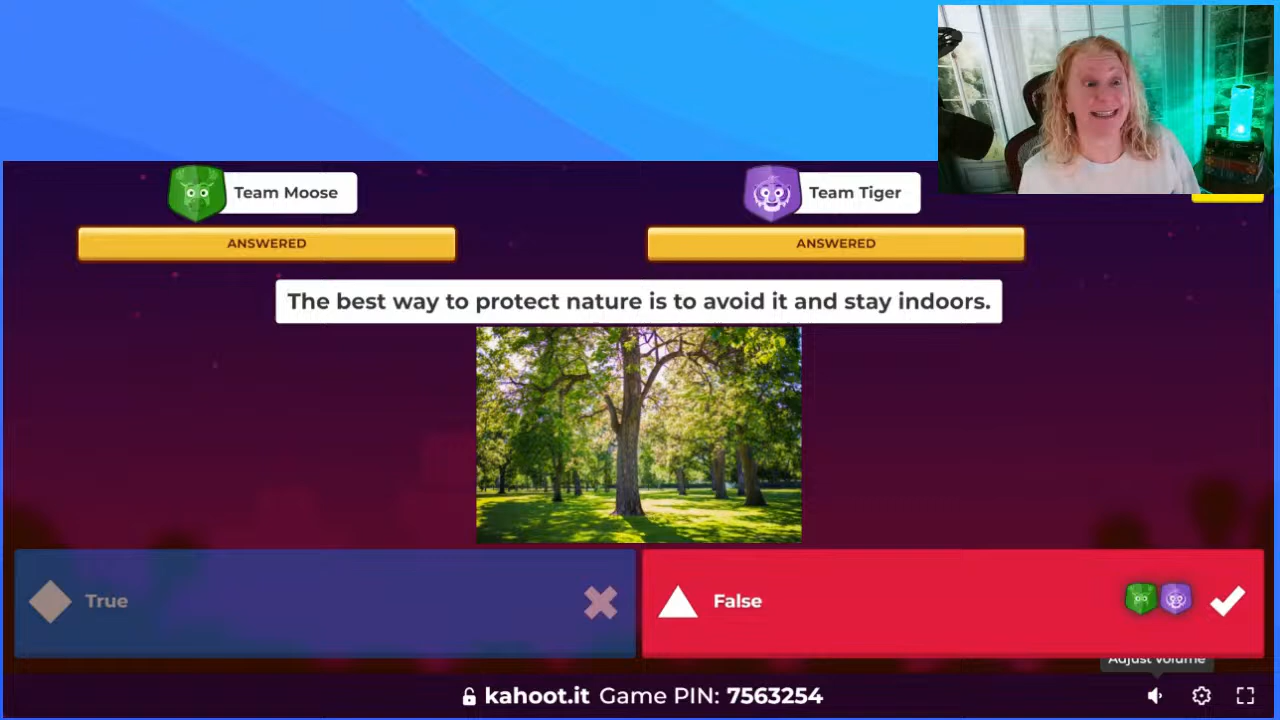 Team Moose
Team Tiger
ANSWERED
ANSWERED
The best way to protect nature is to avoid it and stay indoors.
True
False
Adjust volume
kahoot.it Game PIN: 7563254